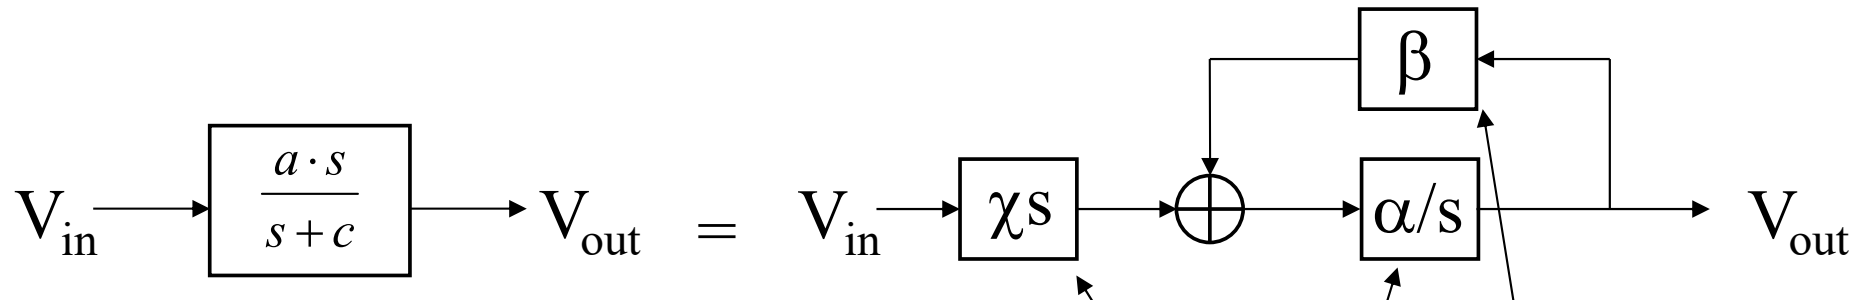 β
V_in → a · s / s + c → V_out = V_in → χs → ⊕ → α/s → V_out